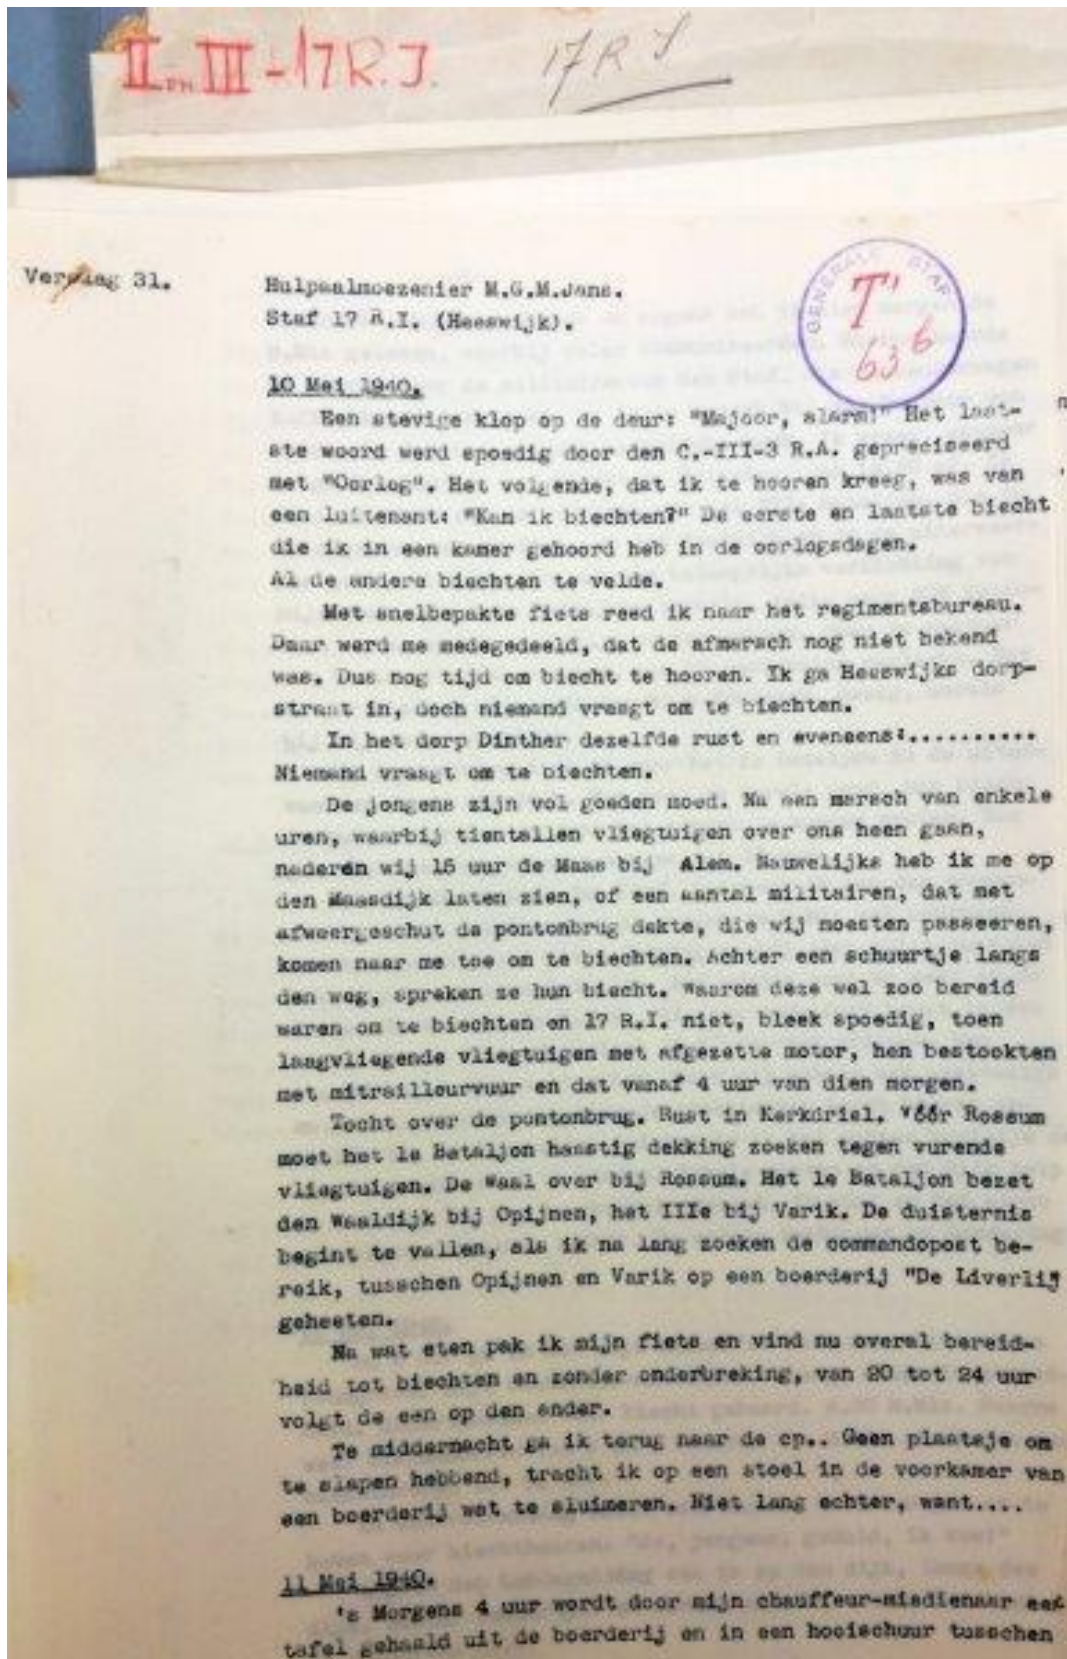 II en III - 17 R.J.
17 R J
GENERALE STAF
T'
63 6
Verslag 31.
Hulpaalmoezenier M.G.M.Jans.
Staf 17 R.I. (Heeswijk).
10 Mei 1940.
Een stevige klop op de deur: "Majoor, alarm!" Het laat-
ste woord werd spoedig door den C.-III-3 R.A. gepreciseerd
met "Oorlog". Het volgende, dat ik te hooren kreeg, was van
een luitenant: "Kan ik biechten?" De eerste en laatste biecht
die ik in een kamer gehoord heb in de oorlogsdagen.
Al de andere biechten te velde.
Met snelbepakte fiets reed ik naar het regimentsbureau.
Daar werd me medegedeeld, dat de afmarsch nog niet bekend
was. Dus nog tijd om biecht te hooren. Ik ga Heeswijks dorp-
straat in, doch niemand vraagt om te biechten.
In het dorp Dinther dezelfde rust en eveneens:..........
Niemand vraagt om te biechten.
De jongens zijn vol goeden moed. Na een marsch van enkele
uren, waarbij tientallen vliegtuigen over ons heen gaan,
naderen wij 15 uur de Maas bij Alem. Nauwelijks heb ik me op
den Maasdijk laten zien, of een aantal militairen, dat met
afweergeschut de pontonbrug dekte, die wij moesten passeeren,
komen naar me toe om te biechten. Achter een schuurtje langs
den weg, spreken ze hun biecht. Waarom deze wel zoo bereid
waren om te biechten en 17 R.I. niet, bleek spoedig, toen
laagvliegende vliegtuigen met afgezette motor, hen bestookten
met mitrailleurvuur en dat vanaf 4 uur van dien morgen.
Tocht over de pontonbrug. Rust in Kerkdriel. Vóór Rossum
moet het 1e Bataljon haastig dekking zoeken tegen vurende
vliegtuigen. De Waal over bij Rossum. Het 1e Bataljon bezet
den Waaldijk bij Opijnen, het IIIe bij Varik. De duisternis
begint te vallen, als ik na lang zoeken de commandopost be-
reik, tusschen Opijnen en Varik op een boerderij "De Liverlij
geheeten.
Na wat eten pak ik mijn fiets en vind nu overal bereid-
heid tot biechten en zonder onderbreking, van 20 tot 24 uur
volgt de een op den ander.
Te middernacht ga ik terug naar de cp.. Geen plaatsje om
te slapen hebbend, tracht ik op een stoel in de voorkamer van
een boerderij wat te sluimeren. Niet lang echter, want....
11 Mei 1940.
's Morgens 4 uur wordt door mijn chauffeur-misdienaar een
tafel gehaald uit de boerderij en in een hooischuur tusschen